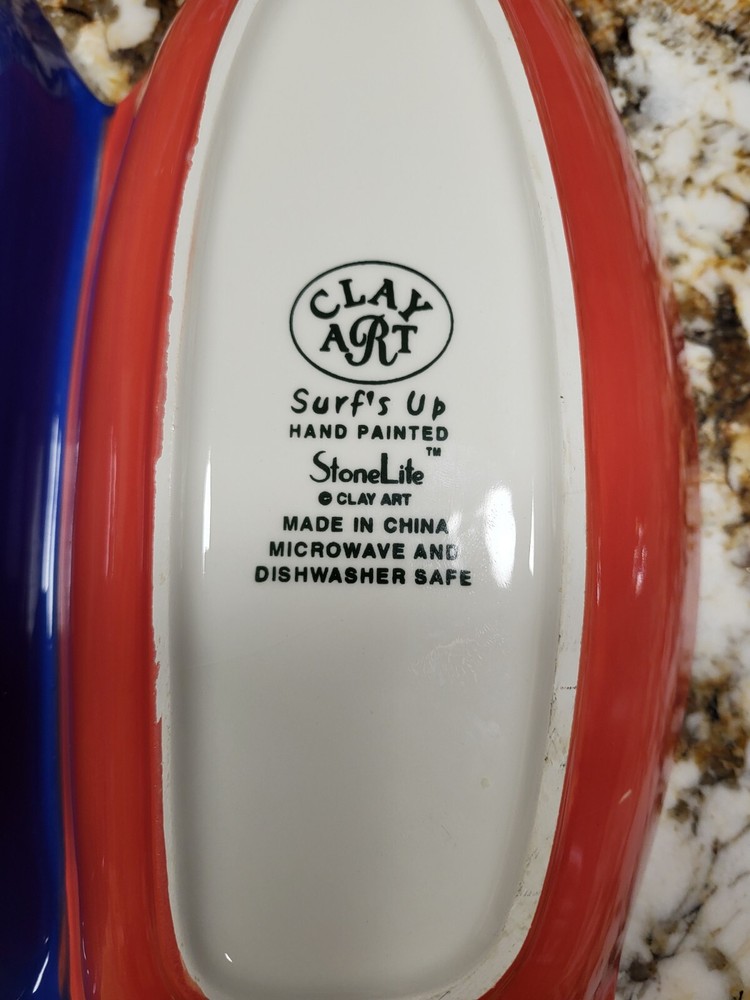 CLAY
ART
Surf's Up
HAND PAINTED
StoneLite™
© CLAY ART
MADE IN CHINA
MICROWAVE AND
DISHWASHER SAFE